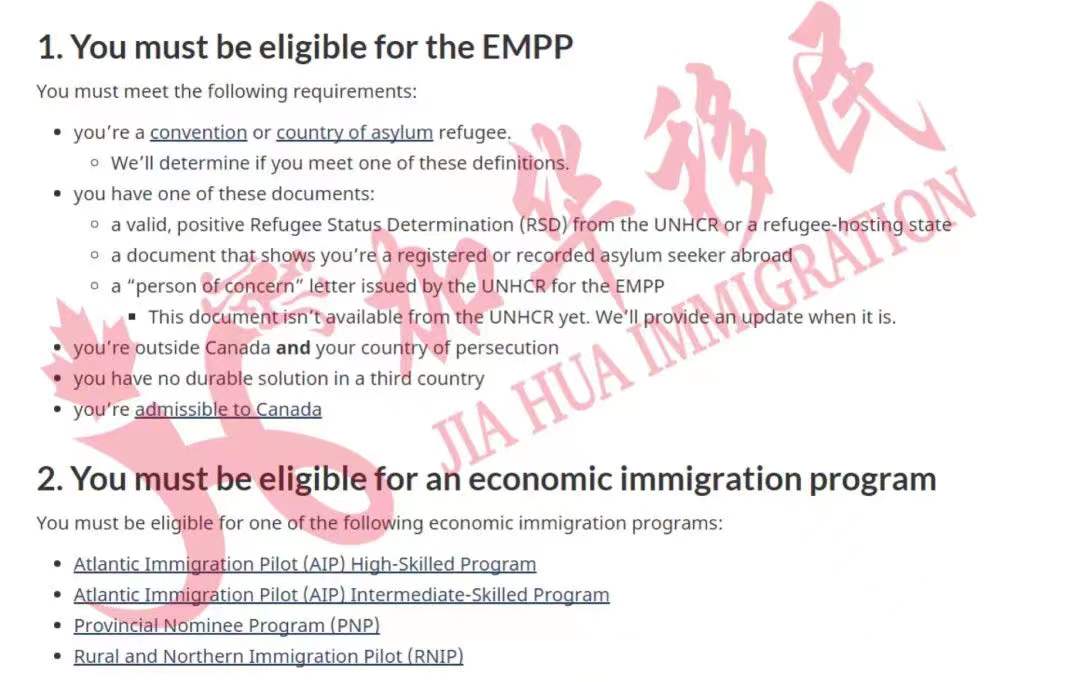 1. You must be eligible for the EMPP
You must meet the following requirements:
• you're a convention or country of asylum refugee.
◦ We'll determine if you meet one of these definitions.
• you have one of these documents:
◦ a valid, positive Refugee Status Determination (RSD) from the UNHCR or a refugee-hosting state
◦ a document that shows you're a registered or recorded asylum seeker abroad
◦ a “person of concern” letter issued by the UNHCR for the EMPP
▪ This document isn't available from the UNHCR yet. We'll provide an update when it is.
• you're outside Canada and your country of persecution
• you have no durable solution in a third country
• you're admissible to Canada
2. You must be eligible for an economic immigration program
You must be eligible for one of the following economic immigration programs:
• Atlantic Immigration Pilot (AIP) High-Skilled Program
• Atlantic Immigration Pilot (AIP) Intermediate-Skilled Program
• Provincial Nominee Program (PNP)
• Rural and Northern Immigration Pilot (RNIP)
加华移民
JIA HUA IMMIGRATION